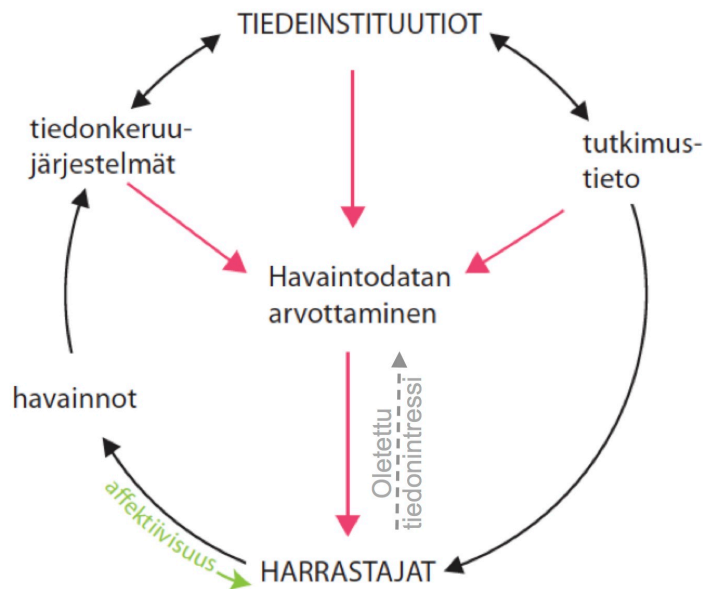 TIEDEINSTITUUTIOT
tiedonkeruu-
järjestelmät
tutkimus-
tieto
Havaintodatan
arvottaminen
havainnot
Oletettu
tiedonintressi
affektiivisuus
HARRASTAJAT